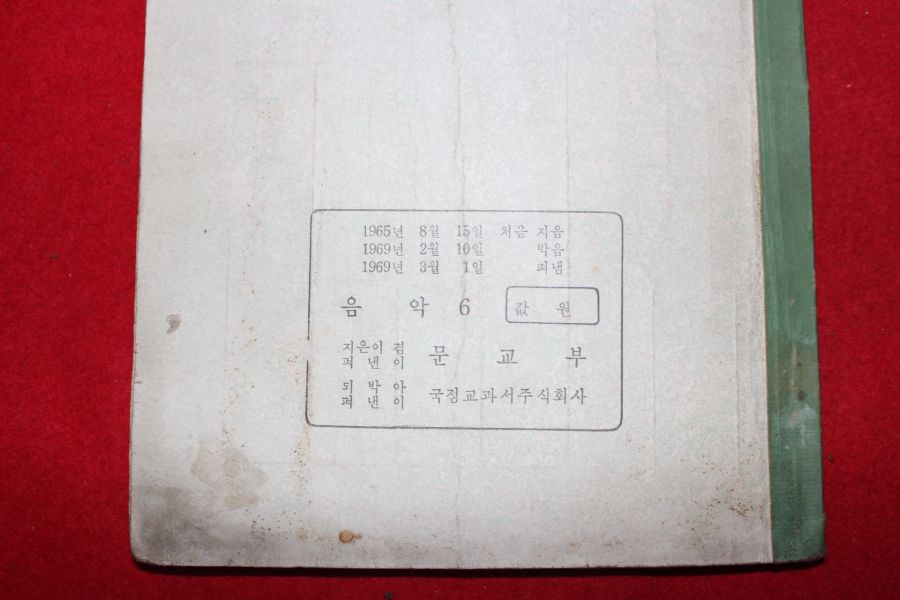 1965년 8월 15일 처음 지음
1969년 2월 10일 박음
1969년 3월 1일 펴냄
음 악 6
값 원
지은이 겸
펴 낸 이
문 교 부
되 박 아
펴 낸 이
국정교과서주식회사